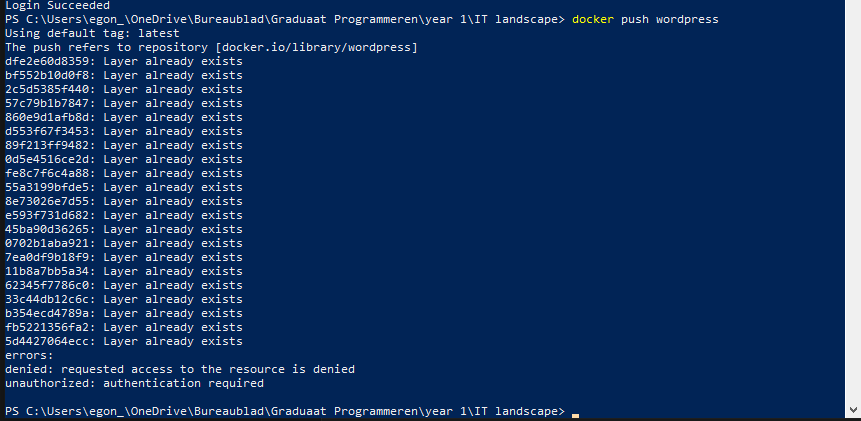 Login Succeeded
PS C:\Users\egon_\OneDrive\Bureaublad\Graduaat Programmeren\year 1\IT landscape> docker push wordpress
Using default tag: latest
The push refers to repository [docker.io/library/wordpress]
dfe2e60d8359: Layer already exists
bf552b10d0f8: Layer already exists
2c5d5385f440: Layer already exists
57c79b1b7847: Layer already exists
860e9d1afb8d: Layer already exists
d553f67f3453: Layer already exists
89f213ff9482: Layer already exists
0d5e4516ce2d: Layer already exists
fe8c7f6c4a88: Layer already exists
55a3199bfde5: Layer already exists
8e73026e7d55: Layer already exists
e593f731d682: Layer already exists
45ba90d36265: Layer already exists
0702b1aba921: Layer already exists
7ea0df9b18f9: Layer already exists
11b8a7bb5a34: Layer already exists
62345f7786c0: Layer already exists
33c44db12c6c: Layer already exists
b354ecd4789a: Layer already exists
fb5221356fa2: Layer already exists
5d4427064ecc: Layer already exists
errors:
denied: requested access to the resource is denied
unauthorized: authentication required
PS C:\Users\egon_\OneDrive\Bureaublad\Graduaat Programmeren\year 1\IT landscape>